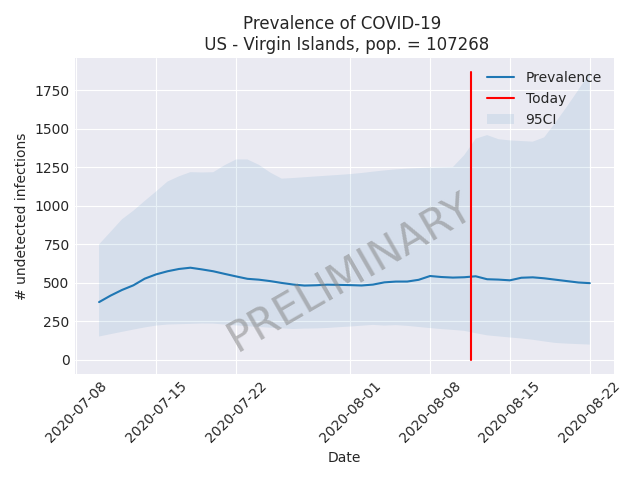 Prevalence of COVID-19
US - Virgin Islands, pop. = 107268
Prevalence
Today
95CI
1750
1500
1250
1000
750
500
250
0
# undetected infections
PRELIMINARY
2020-07-08
2020-07-15
2020-07-22
2020-08-01
2020-08-08
2020-08-15
2020-08-22
Date